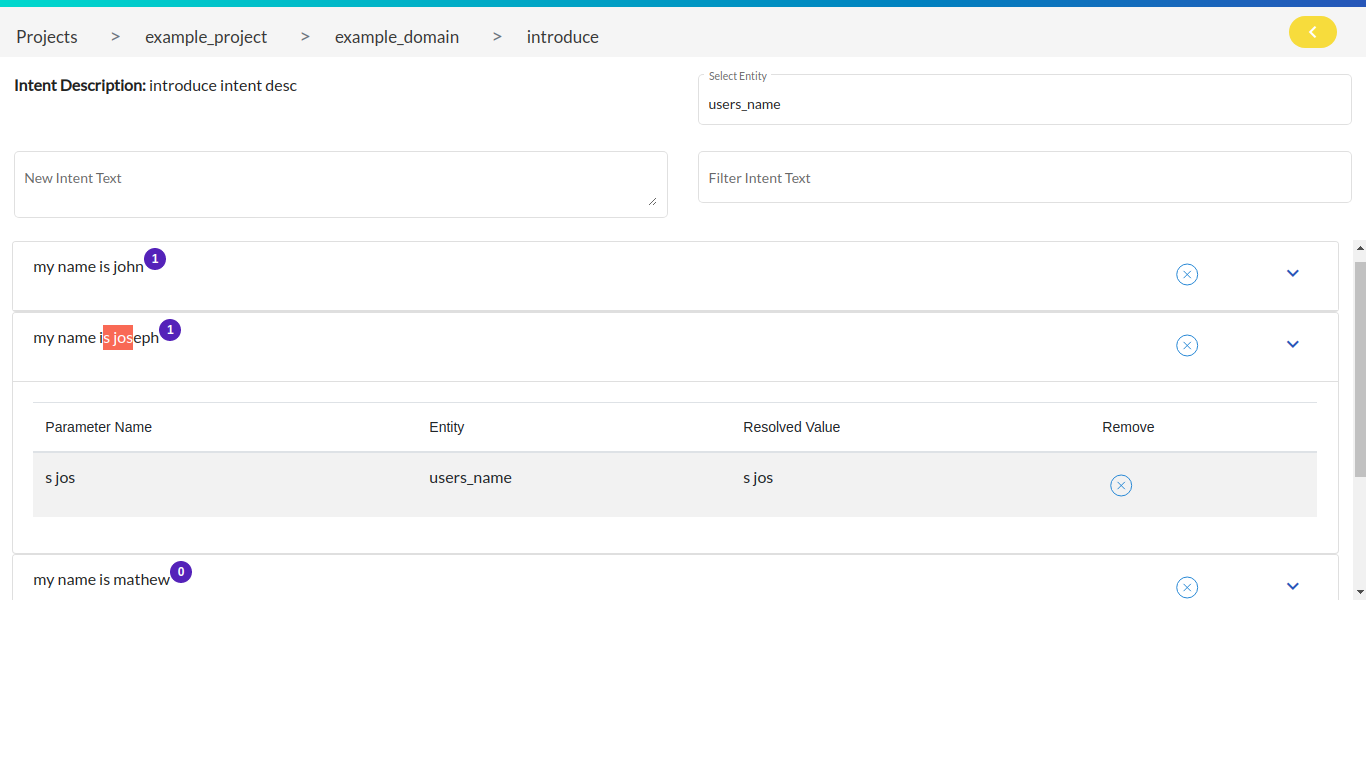 Projects > example_project > example_domain > introduce
Intent Description: introduce intent desc
Select Entity
users_name
New Intent Text
Filter Intent Text
my name is john 1
my name is joseph 1
Parameter Name Entity Resolved Value Remove
s jos users_name s jos
my name is mathew 0